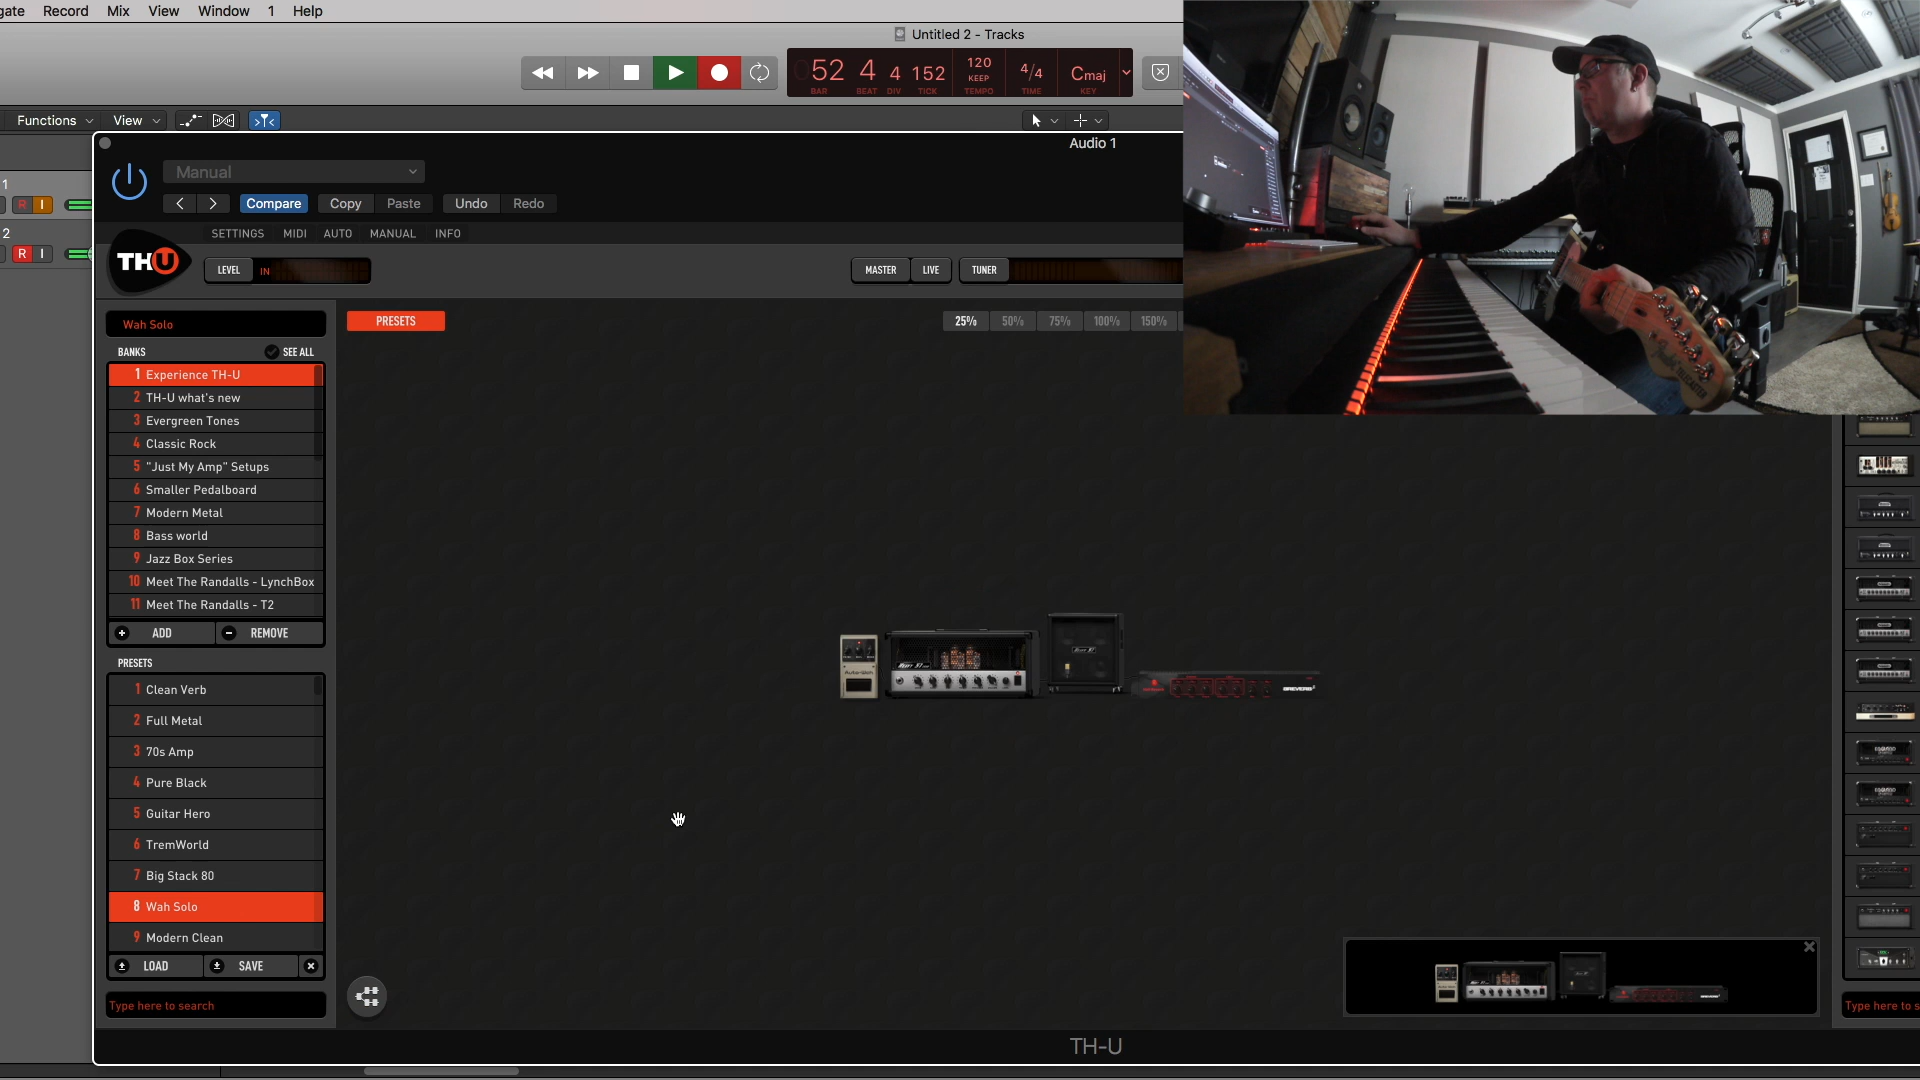 gate Record Mix View Window 1 Help
Untitled 2 - Tracks
052 4 4 152 120 KEEP 4/4 Cmaj
BAR BEAT DIV TICK TEMPO TIME KEY
Functions View
Audio 1
Manual
Compare Copy Paste Undo Redo
SETTINGS MIDI AUTO MANUAL INFO
THU
LEVEL IN
MASTER LIVE TUNER
Wah Solo
PRESETS
25% 50% 75% 100% 150%
BANKS SEE ALL
1 Experience TH-U
2 TH-U what's new
3 Evergreen Tones
4 Classic Rock
5 "Just My Amp" Setups
6 Smaller Pedalboard
7 Modern Metal
8 Bass world
9 Jazz Box Series
10 Meet The Randalls - LynchBox
11 Meet The Randalls - T2
ADD REMOVE
PRESETS
1 Clean Verb
2 Full Metal
3 70s Amp
4 Pure Black
5 Guitar Hero
6 TremWorld
7 Big Stack 80
8 Wah Solo
9 Modern Clean
LOAD SAVE
Type here to search
1
R I
2
R I
Type here to s
TH-U